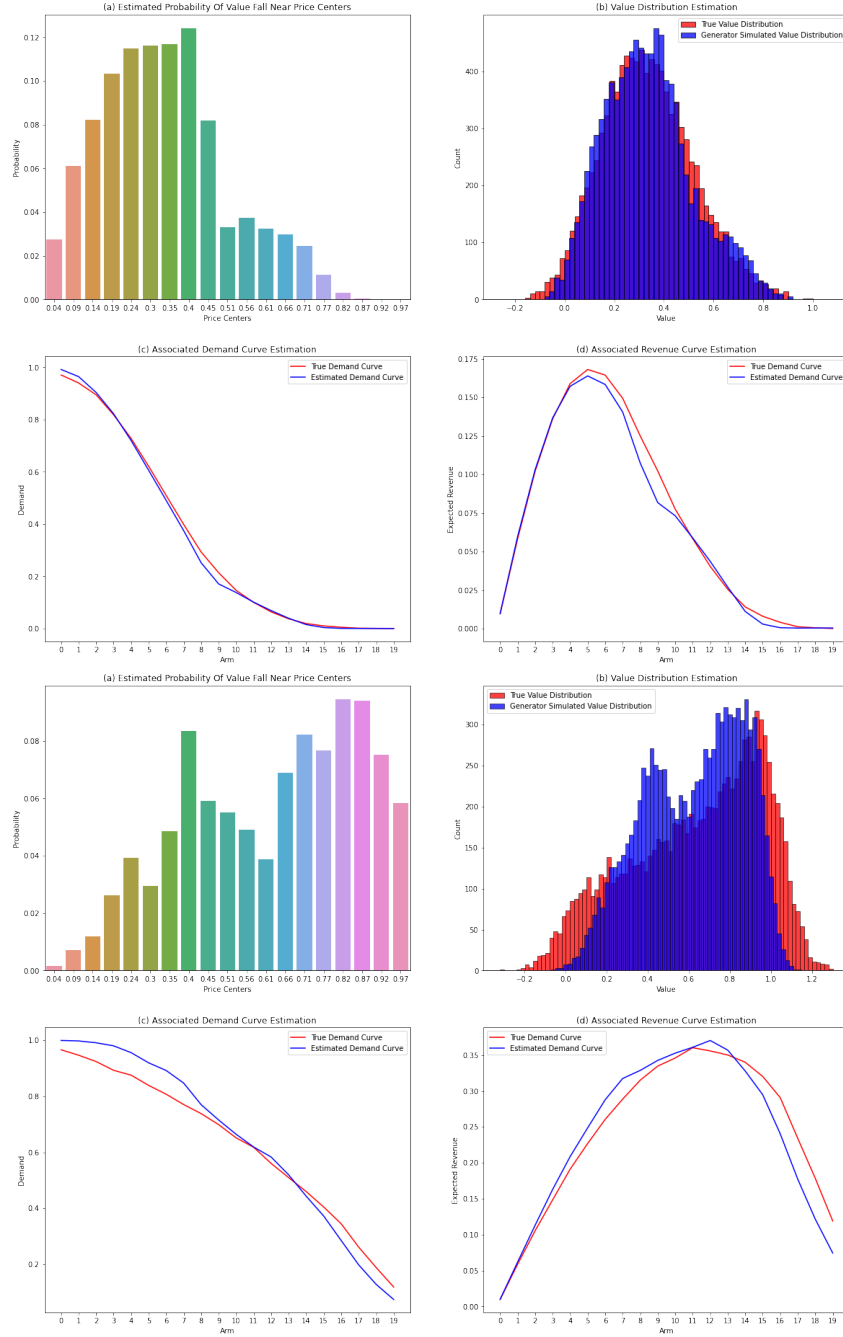 (a) Estimated Probability Of Value Fall Near Price Centers
0.12
0.10
0.08
0.06
0.04
0.02
0.00
Probability
0.04 0.09 0.14 0.19 0.24 0.3 0.35 0.4 0.45 0.51 0.56 0.61 0.66 0.71 0.77 0.82 0.87 0.92 0.97
Price Centers
(b) Value Distribution Estimation
True Value Distribution
Generator Simulated Value Distribution
400
300
200
100
0
Count
−0.2 0.0 0.2 0.4 0.6 0.8 1.0
Value
(c) Associated Demand Curve Estimation
True Demand Curve
Estimated Demand Curve
1.0
0.8
0.6
0.4
0.2
0.0
Demand
0 1 2 3 4 5 6 7 8 9 10 11 12 13 14 15 16 17 18 19
Arm
(d) Associated Revenue Curve Estimation
True Demand Curve
Estimated Demand Curve
0.175
0.150
0.125
0.100
0.075
0.050
0.025
0.000
Expected Revenue
0 1 2 3 4 5 6 7 8 9 10 11 12 13 14 15 16 17 18 19
Arm
(a) Estimated Probability Of Value Fall Near Price Centers
0.08
0.06
0.04
0.02
0.00
Probability
0.04 0.09 0.14 0.19 0.24 0.3 0.35 0.4 0.45 0.51 0.56 0.61 0.66 0.71 0.77 0.82 0.87 0.92 0.97
Price Centers
(b) Value Distribution Estimation
True Value Distribution
Generator Simulated Value Distribution
300
250
200
150
100
50
0
Count
−0.2 0.0 0.2 0.4 0.6 0.8 1.0 1.2
Value
(c) Associated Demand Curve Estimation
True Demand Curve
Estimated Demand Curve
1.0
0.8
0.6
0.4
0.2
Demand
0 1 2 3 4 5 6 7 8 9 10 11 12 13 14 15 16 17 18 19
Arm
(d) Associated Revenue Curve Estimation
True Demand Curve
Estimated Demand Curve
0.35
0.30
0.25
0.20
0.15
0.10
0.05
0.00
Expected Revenue
0 1 2 3 4 5 6 7 8 9 10 11 12 13 14 15 16 17 18 19
Arm